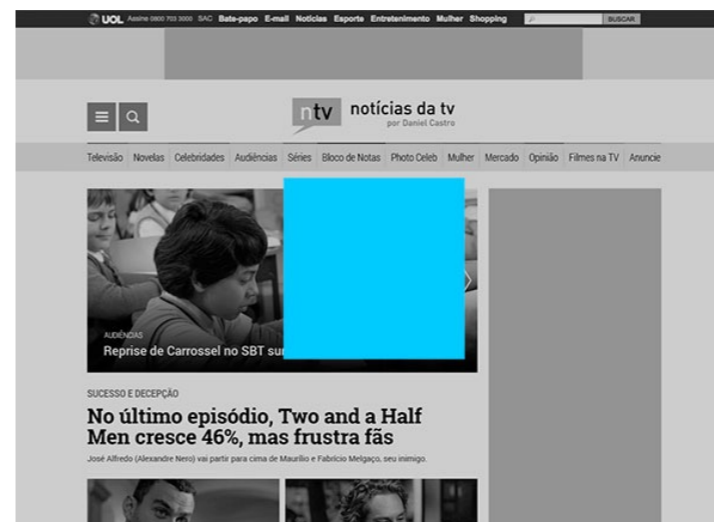 UOL Assine 0800 703 3000 SAC Bate-papo E-mail Notícias Esporte Entretenimento Mulher Shopping BUSCAR
ntv notícias da tv
por Daniel Castro
Televisão Novelas Celebridades Audiências Séries Bloco de Notas Photo Celeb Mulher Mercado Opinião Filmes na TV Anuncie
AUDIÊNCIAS
Reprise de Carrossel no SBT su
SUCESSO E DECEPÇÃO
No último episódio, Two and a Half
Men cresce 46%, mas frustra fãs
José Alfredo (Alexandre Nero) vai partir para cima de Maurílio e Fabrício Melgaço, seu inimigo.